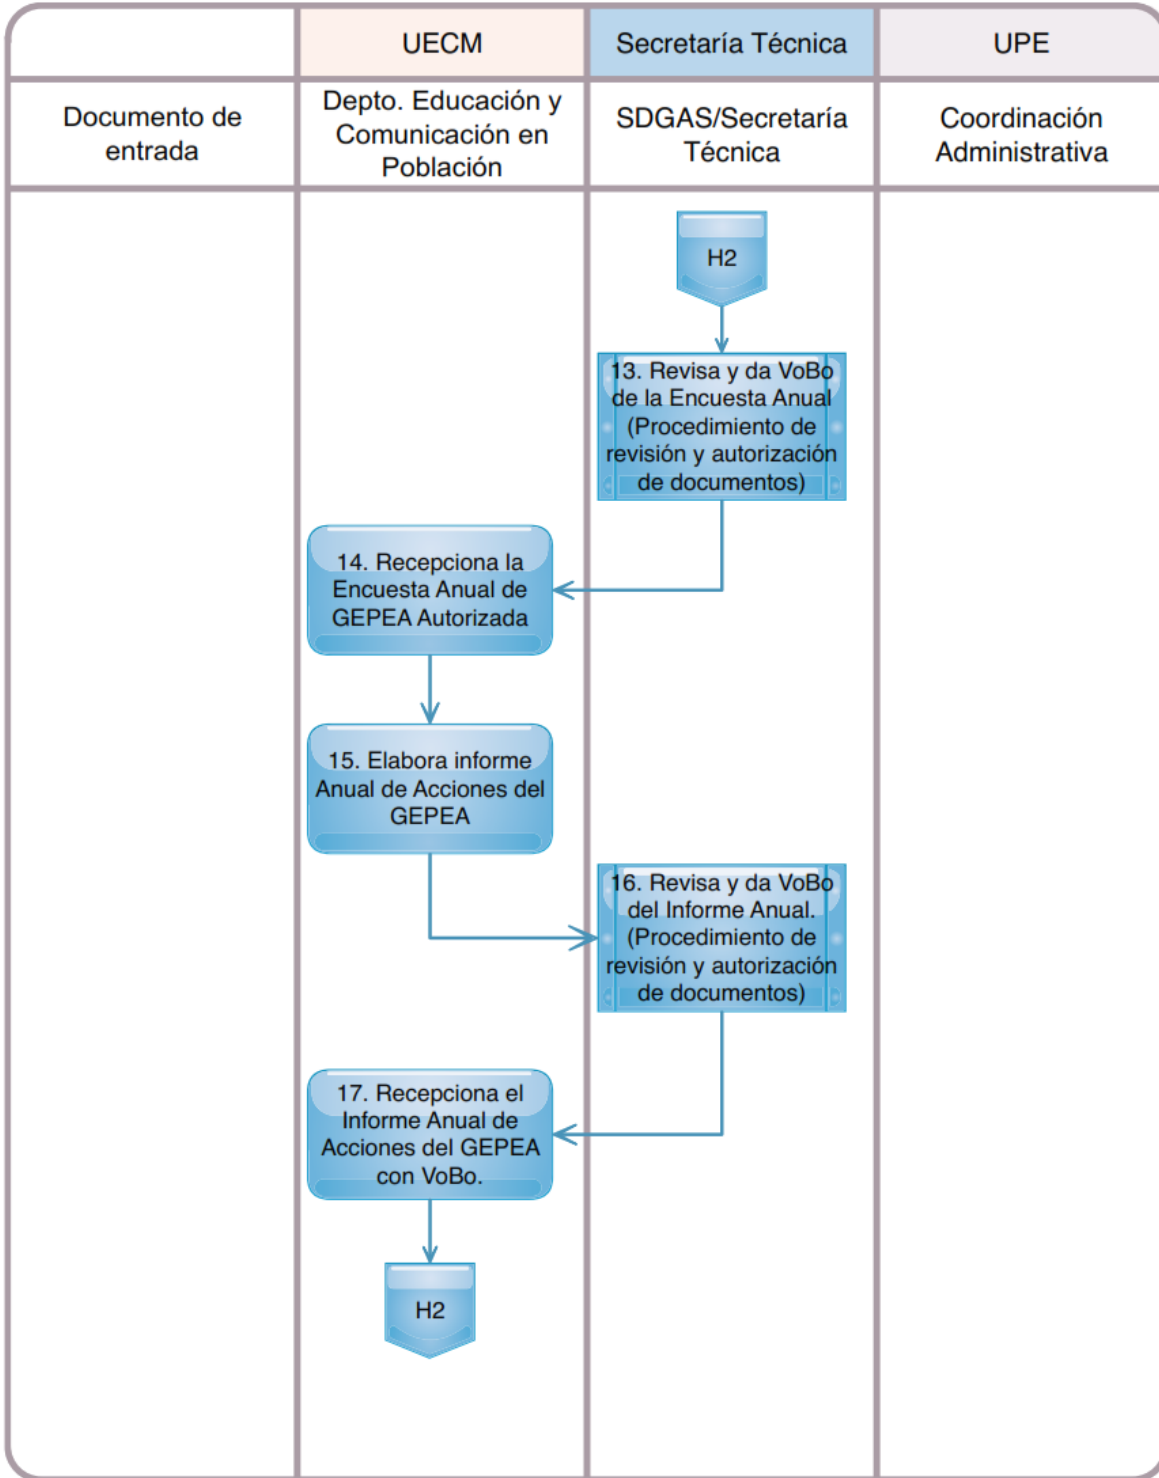 UECM
Secretaría Técnica
UPE
Documento de
entrada
Depto. Educación y
Comunicación en
Población
SDGAS/Secretaría
Técnica
Coordinación
Administrativa
H2
13. Revisa y da VoBo
de la Encuesta Anual
(Procedimiento de
revisión y autorización
de documentos)
14. Recepciona la
Encuesta Anual de
GEPEA Autorizada
15. Elabora informe
Anual de Acciones del
GEPEA
16. Revisa y da VoBo
del Informe Anual.
(Procedimiento de
revisión y autorización
de documentos)
17. Recepciona el
Informe Anual de
Acciones del GEPEA
con VoBo.
H2